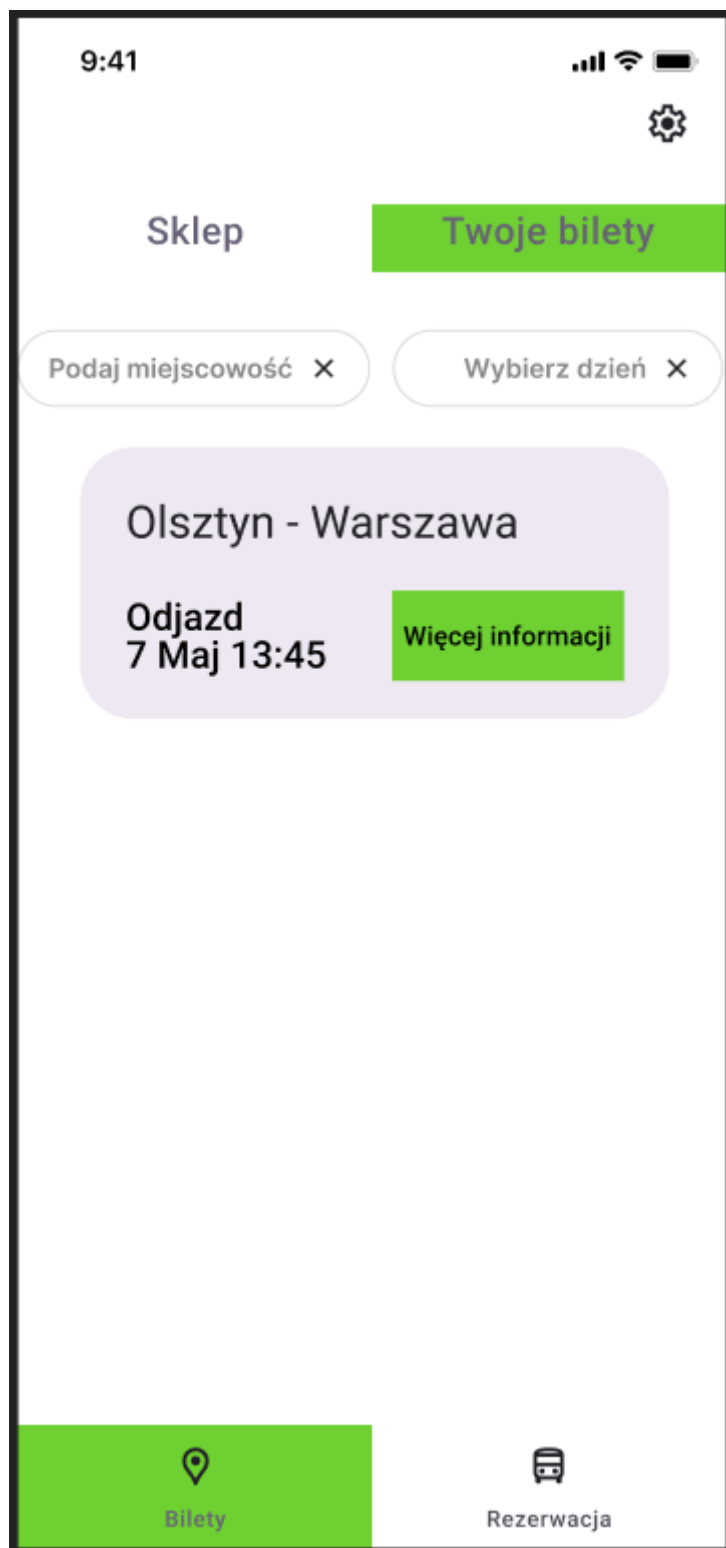 9:41
Sklep
Twoje bilety
Podaj miejscowość ×
Wybierz dzień ×
Olsztyn - Warszawa
Odjazd
7 Maj 13:45
Więcej informacji
Bilety
Rezerwacja